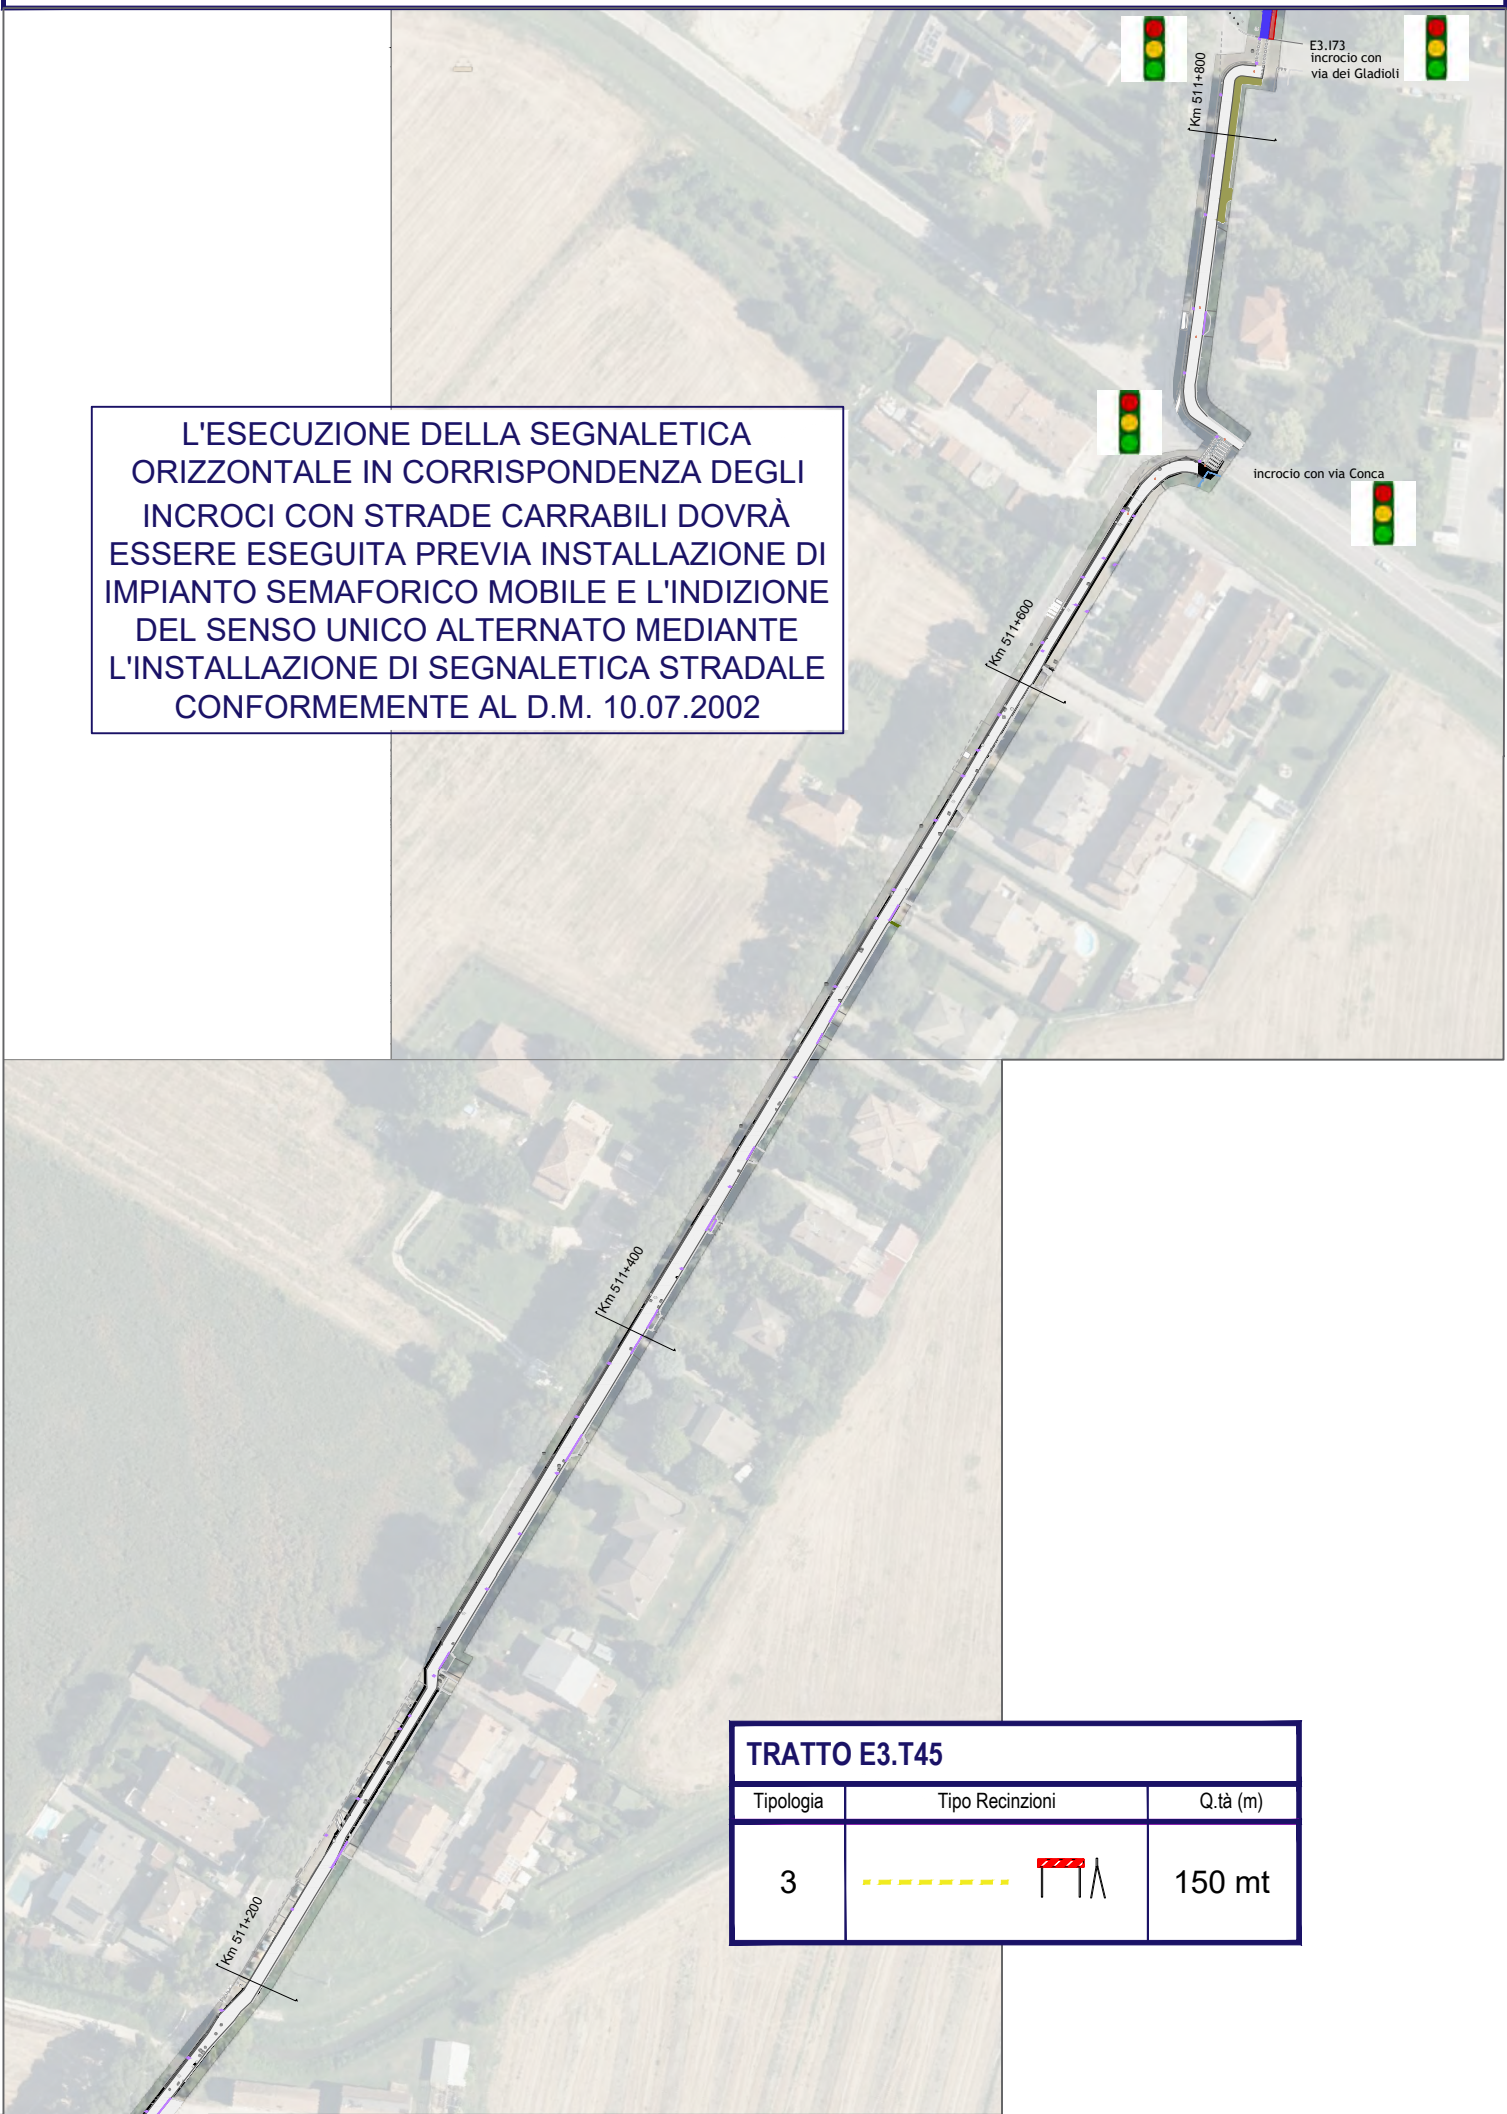 E3.I73
incrocio con
via dei Gladioli
Km 511+800
L'ESECUZIONE DELLA SEGNALETICA
ORIZZONTALE IN CORRISPONDENZA DEGLI
INCROCI CON STRADE CARRABILI DOVRÀ
ESSERE ESEGUITA PREVIA INSTALLAZIONE DI
IMPIANTO SEMAFORICO MOBILE E L'INDIZIONE
DEL SENSO UNICO ALTERNATO MEDIANTE
L'INSTALLAZIONE DI SEGNALETICA STRADALE
CONFORMEMENTE AL D.M. 10.07.2002
incrocio con via Conca
Km 511+600
Km 511+400
TRATTO E3.T45
Tipologia Tipo Recinzioni Q.tà (m)
3 150 mt
Km 511+200